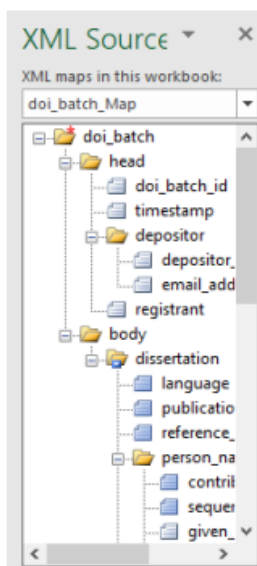 XML Source
XML maps in this workbook:
doi_batch_Map
doi_batch
head
doi_batch_id
timestamp
depositor
depositor_
email_add
registrant
body
dissertation
language
publicatio
reference_
person_na
contrib
sequer
given_